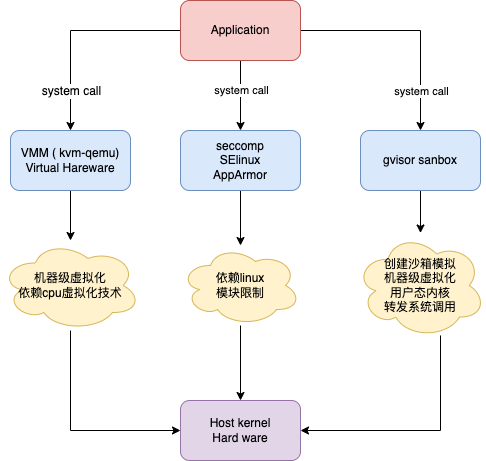 Application
system call
system call
system call
VMM ( kvm-qemu)
Virtual Hareware
seccomp
SElinux
AppArmor
gvisor sanbox
机器级虚拟化
依赖cpu虚拟化技术
依赖linux
模块限制
创建沙箱模拟
机器级虚拟化
用户态内核
转发系统调用
Host kernel
Hard ware